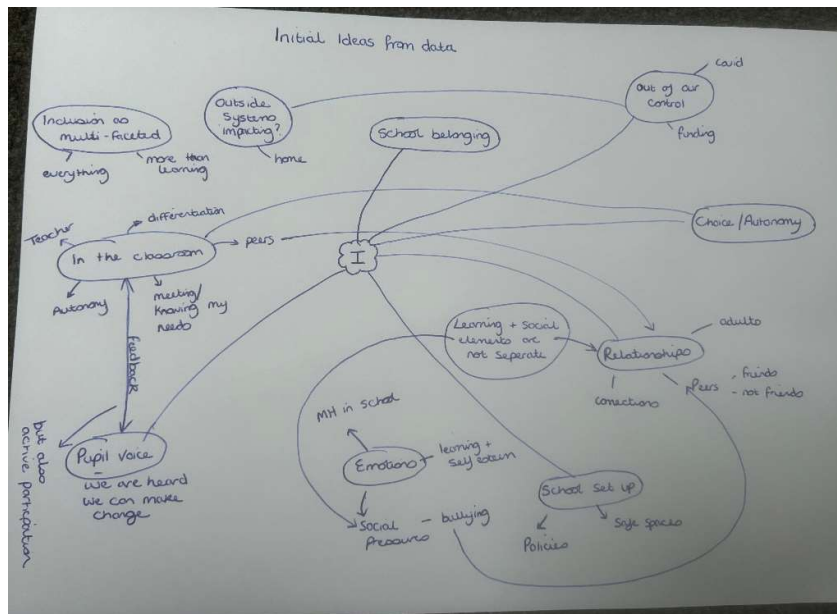 Initial Ideas from data
Inclusion as
multi-faceted
everything
more than
learning
Outside
Systems
impacting?
home
School belonging
Out of our
control
covid
funding
Choice/Autonomy
Teacher
differentiation
In the classroom
peers
Autonomy
meeting/
knowing my
needs
feedback
I
Learning + social
elements are
not seperate
Relationships
adults
Peers
- friends
- not friends
conections
but also
active participation
Pupil voice
We are heard
We can make
change
MH in school
Emotions
learning +
self esteem
Social
Pressures
- bullying
School set up
Policies
Safe spaces